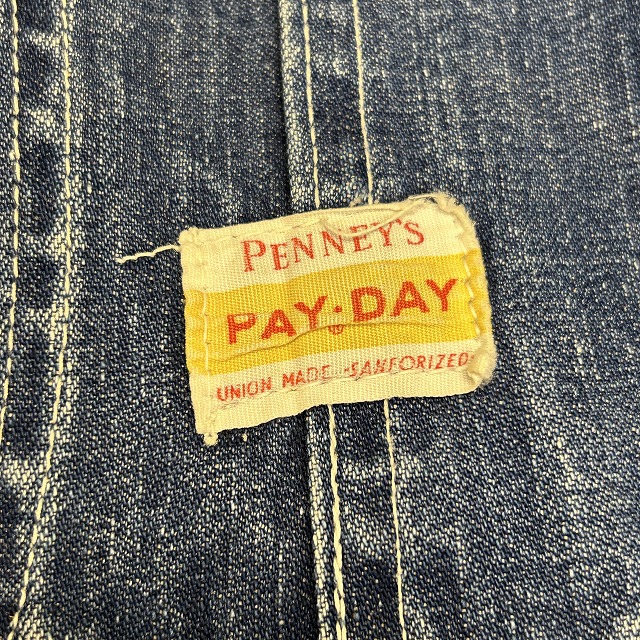 PENNEY'S
PAY·DAY
UNION MADE · SANFORIZED ·